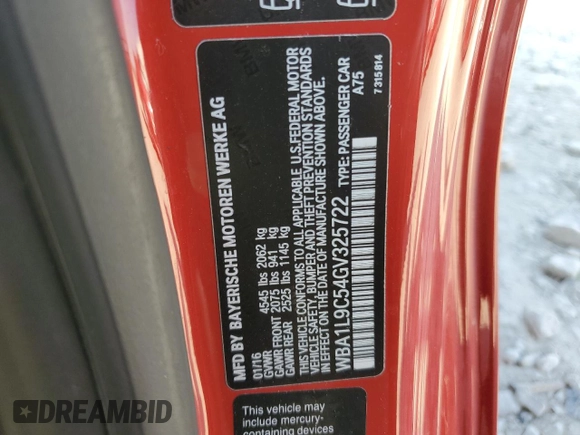 MFD BY BAYERISCHE MOTOREN WERKE AG
01/16
GVWR 4545 lbs 2062 kg
GAWR FRONT 2075 lbs 941 kg
GAWR REAR 2525 lbs 1145 kg
THIS VEHICLE CONFORMS TO ALL APPLICABLE U.S.FEDERAL MOTOR
VEHICLE SAFETY, BUMPER AND THEFT PREVENTION STANDARDS
IN EFFECT ON THE DATE OF MANUFACTURE SHOWN ABOVE.
WBA1L9C54GV325722 TYPE: PASSENGER CAR
A75
7 315 814
This vehicle may
include mercury-
containing devices
DREAMBID